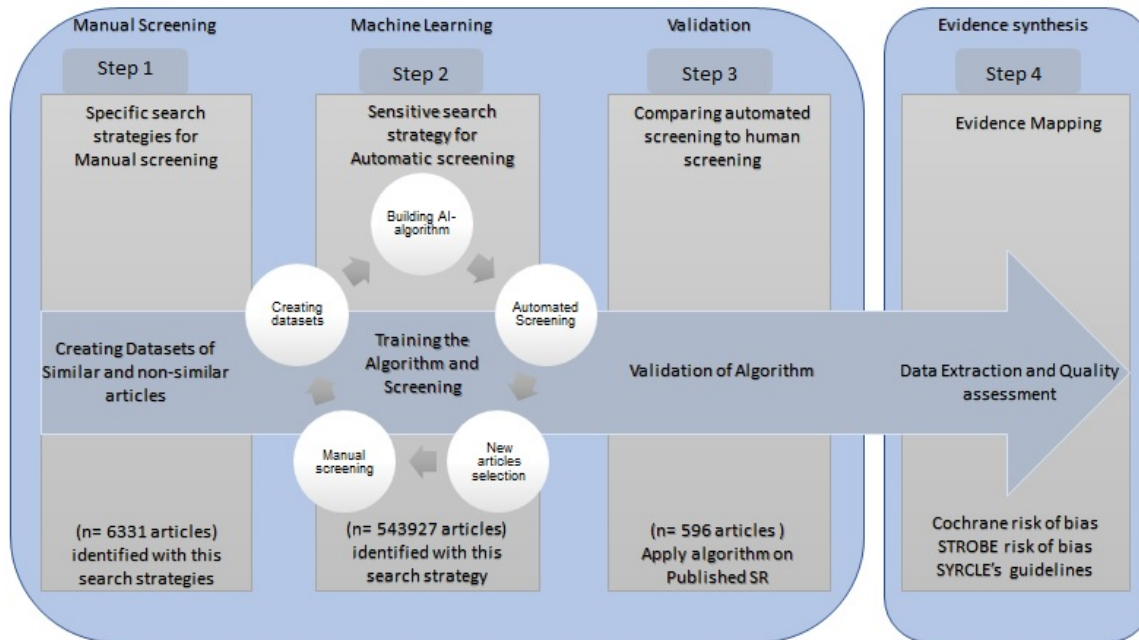 Manual Screening
Step 1
Specific search
strategies for
Manual screening
Creating Datasets of
Similar and non-similar
articles
(n= 6331 articles)
identified with this
search strategies
Machine Learning
Step 2
Sensitive search
strategy for
Automatic screening
Building AI-
algorithm
Automated
Screening
New
articles
selection
Manual
screening
Creating
datasets
Training the
Algorithm and
Screening
(n= 543927 articles)
identified with this
search strategy
Validation
Step 3
Comparing automated
screening to human
screening
Validation of Algorithm
(n= 596 articles )
Apply algorithm on
Published SR
Evidence synthesis
Step 4
Evidence Mapping
Data Extraction and Quality
assessment
Cochrane risk of bias
STROBE risk of bias
SYRCLE's guidelines